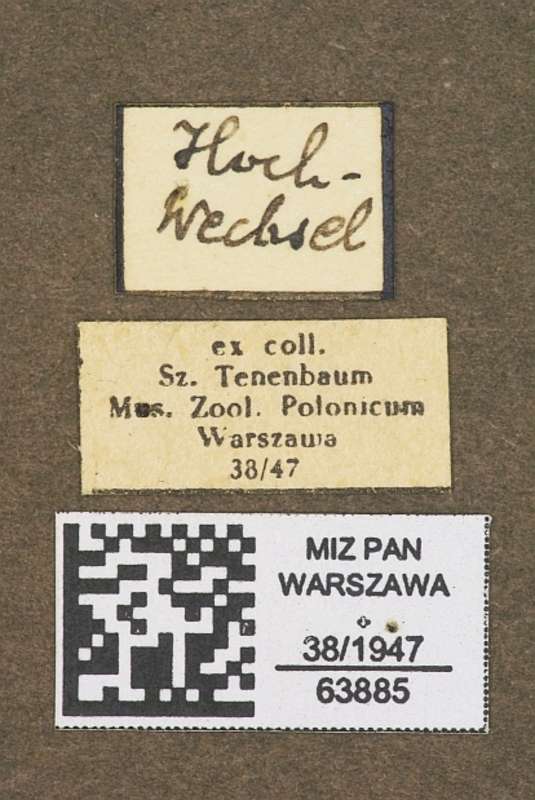 Hoch-
Wechsel
ex coll.
Sz. Tenenbaum
Mus. Zool. Polonicum
Warszawa
38/47
MIZ PAN
WARSZAWA
38/1947
63885